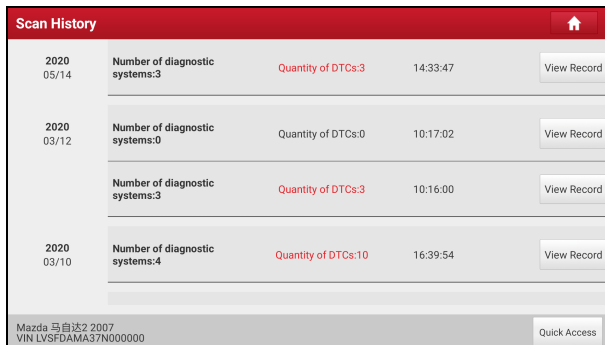 Scan History
2020
05/14
Number of diagnostic
systems:3
Quantity of DTCs:3
14:33:47
View Record
2020
03/12
Number of diagnostic
systems:0
Quantity of DTCs:0
10:17:02
View Record
Number of diagnostic
systems:3
Quantity of DTCs:3
10:16:00
View Record
2020
03/10
Number of diagnostic
systems:4
Quantity of DTCs:10
16:39:54
View Record
Mazda 马自达2 2007
VIN LVSFDAMA37N000000
Quick Access